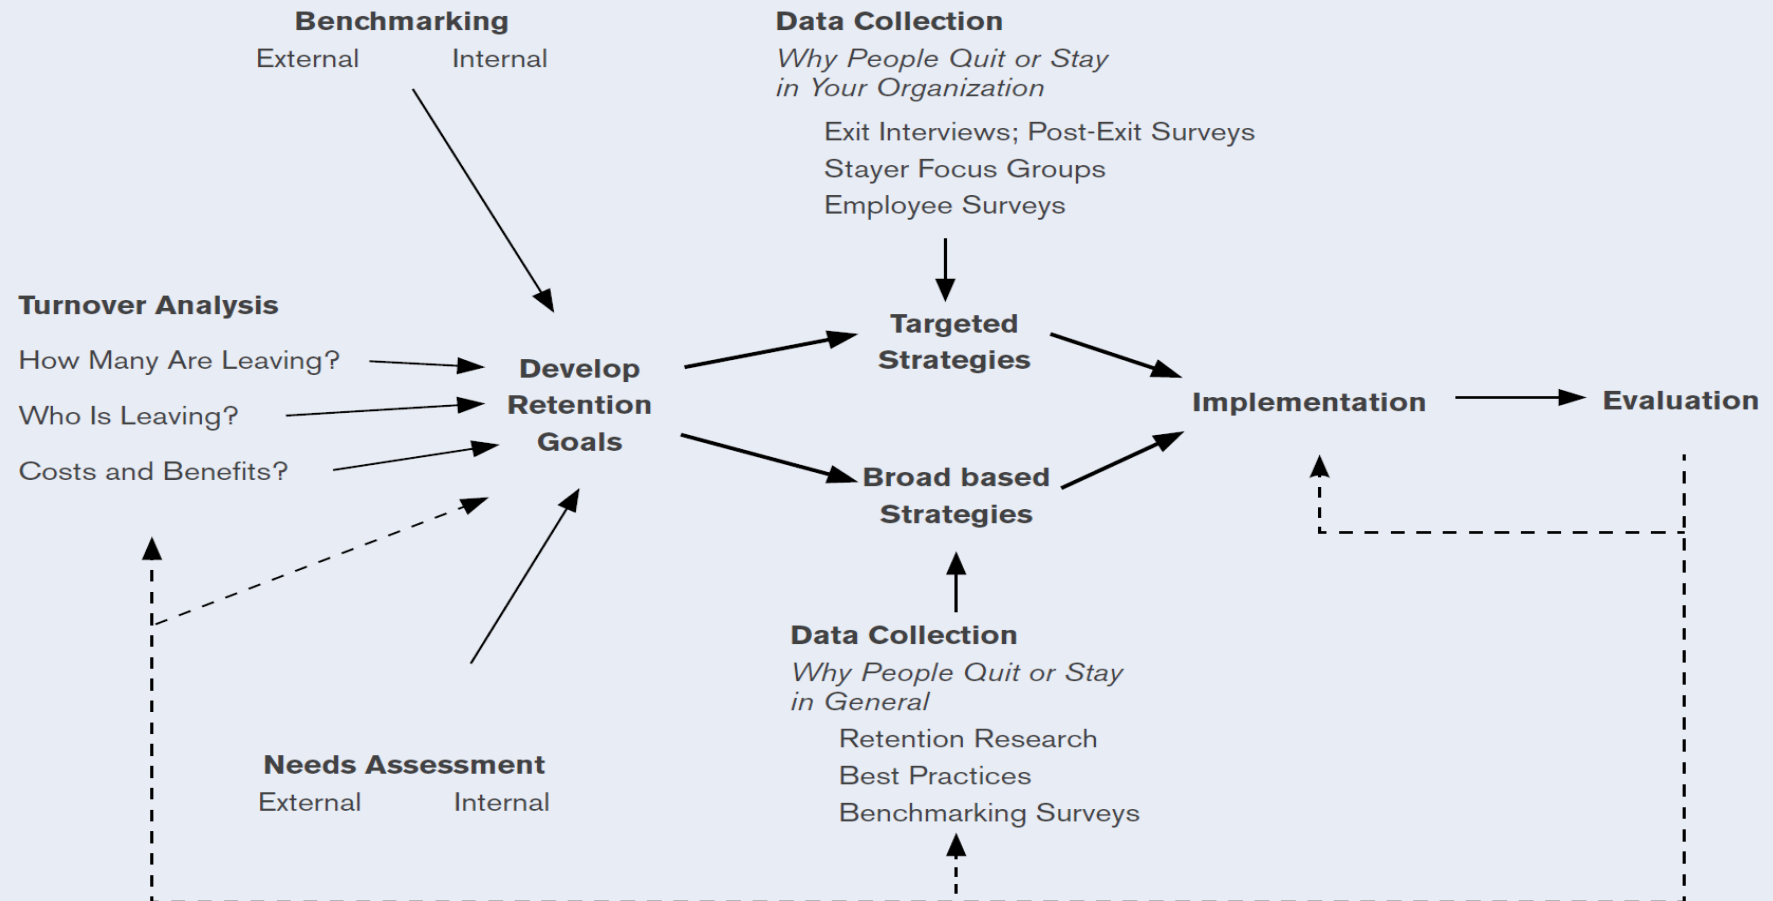 Benchmarking
External Internal
Data Collection
Why People Quit or Stay
in Your Organization
Exit Interviews; Post-Exit Surveys
Stayer Focus Groups
Employee Surveys
Turnover Analysis
How Many Are Leaving?
Who Is Leaving?
Costs and Benefits?
Develop
Retention
Goals
Targeted
Strategies
Broad based
Strategies
Implementation
Evaluation
Needs Assessment
External Internal
Data Collection
Why People Quit or Stay
in General
Retention Research
Best Practices
Benchmarking Surveys